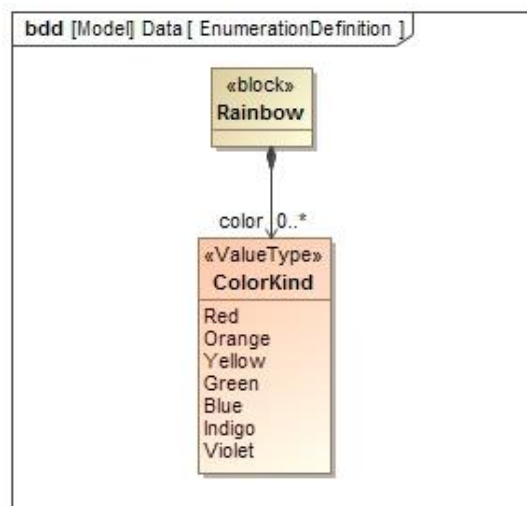 bdd [Model] Data [ EnumerationDefinition ]
«block»
Rainbow
color 0..*
«ValueType»
ColorKind
Red
Orange
Yellow
Green
Blue
Indigo
Violet